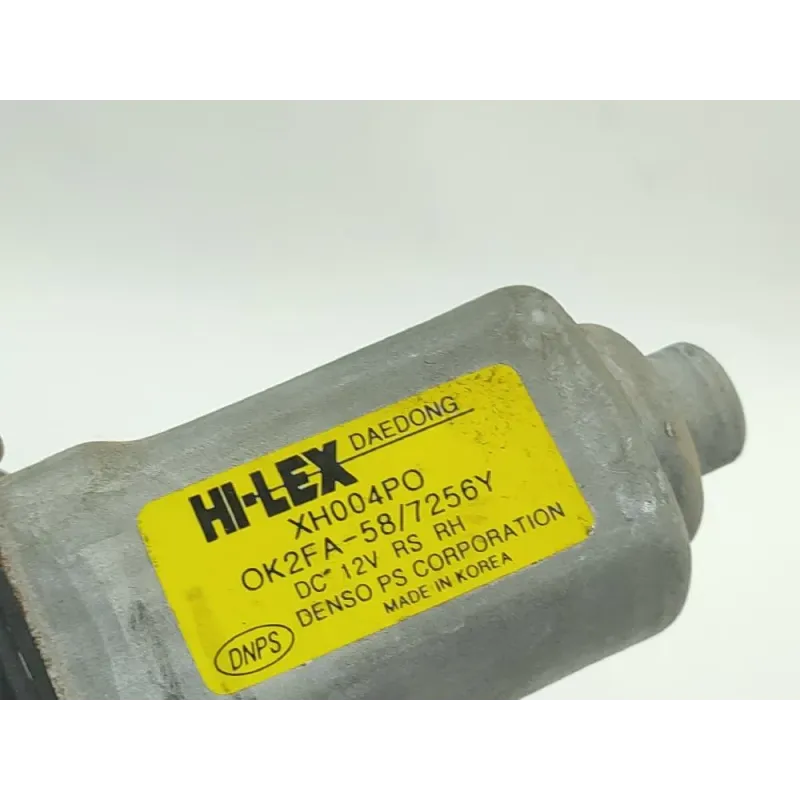 HI-LEX DAEDONG
XH004PO
OK2FA-58/7256Y
DC 12V RS RH
DENSO PS CORPORATION
MADE IN KOREA
DNPS